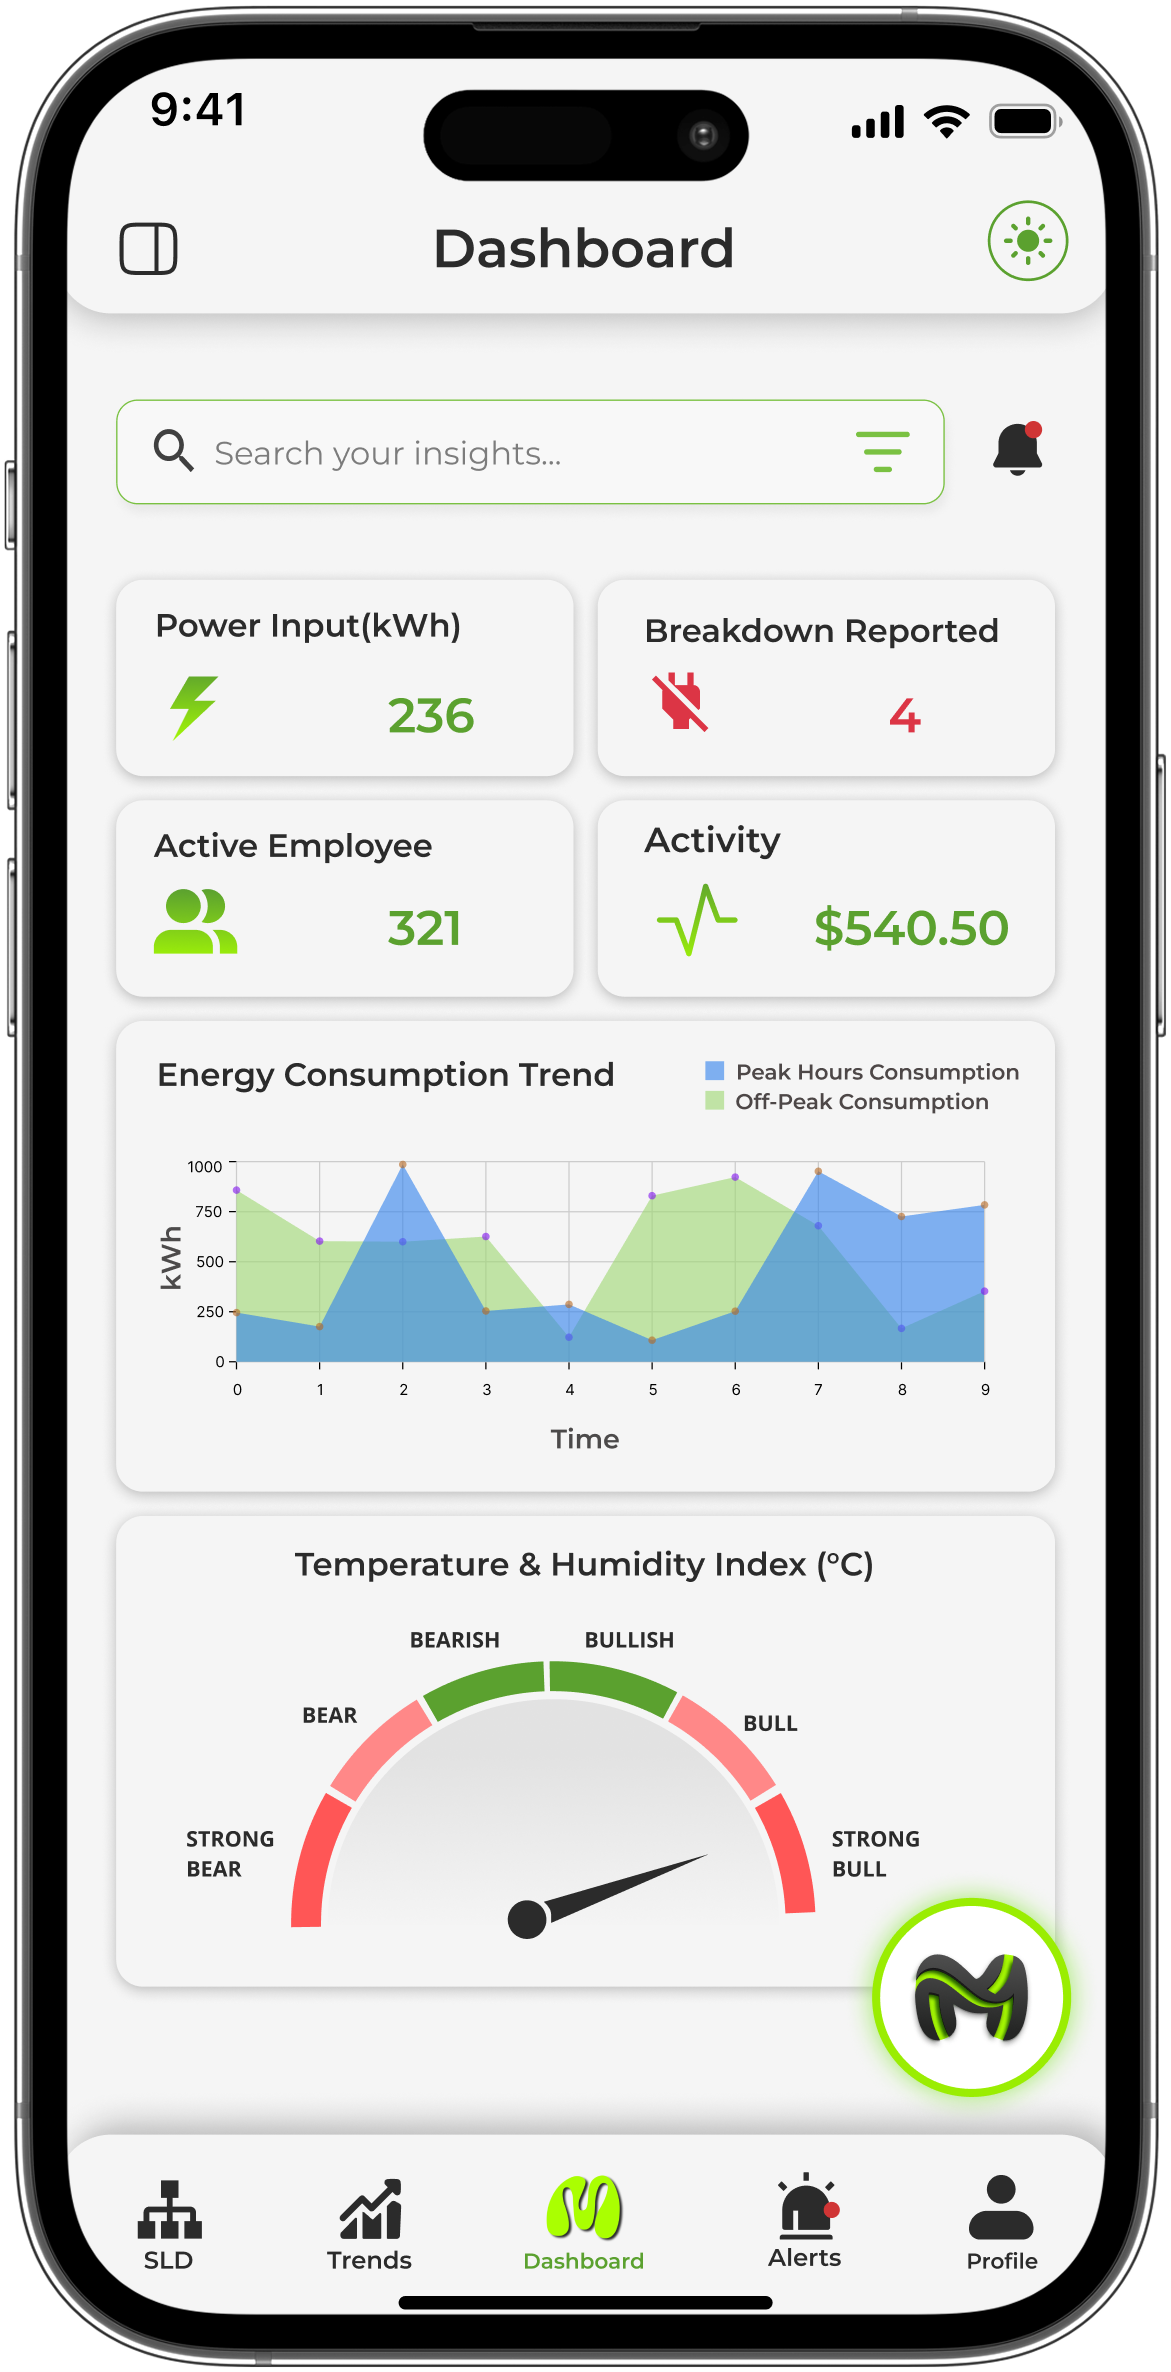 9:41
Dashboard
Search your insights...
Power Input(kWh)
236
Breakdown Reported
4
Active Employee
321
Activity
$540.50
Energy Consumption Trend
Peak Hours Consumption
Off-Peak Consumption
1000
750
500
250
0
kWh
0 1 2 3 4 5 6 7 8 9
Time
Temperature & Humidity Index (°C)
BEARISH BULLISH
BEAR BULL
STRONG
BEAR
STRONG
BULL
SLD Trends Dashboard Alerts Profile